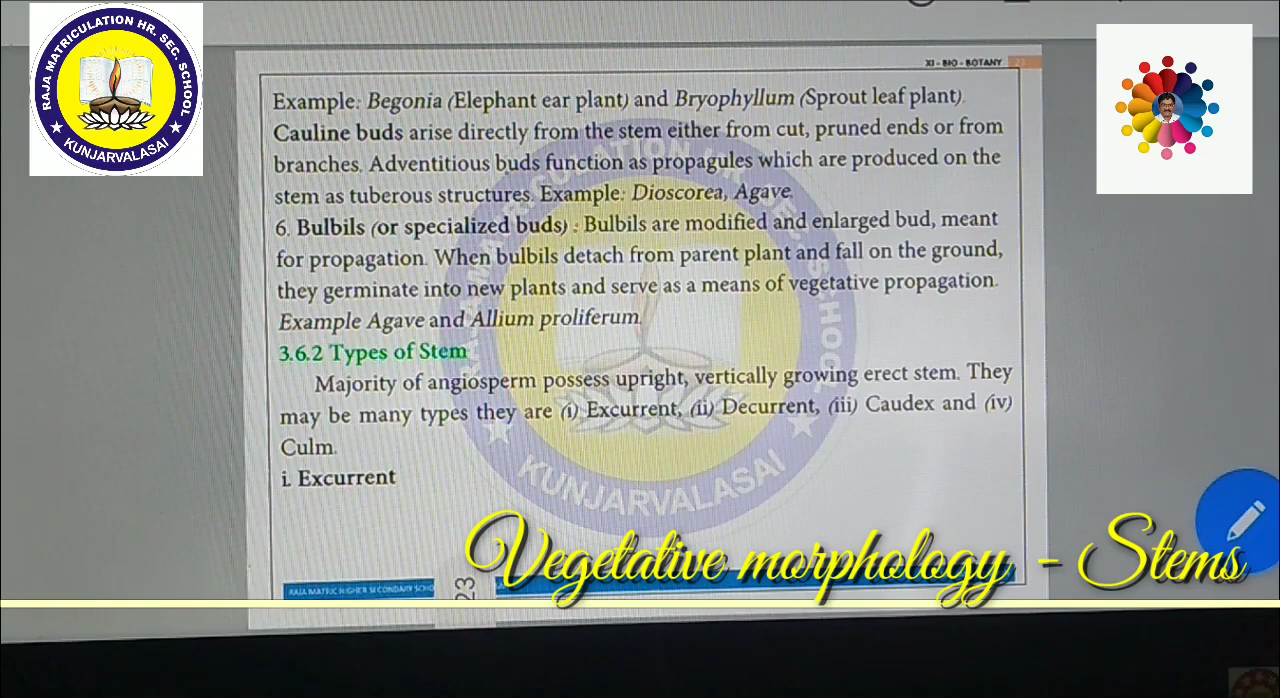 RAJA MATRICULATION HR. SEC. SCHOOL
KUNJARVALASAI
XI - BIO - BOTANY 23
Example: Begonia (Elephant ear plant) and Bryophyllum (Sprout leaf plant).
Cauline buds arise directly from the stem either from cut, pruned ends or from
branches. Adventitious buds function as propagules which are produced on the
stem as tuberous structures. Example: Dioscorea, Agave.
6. Bulbils (or specialized buds) : Bulbils are modified and enlarged bud, meant
for propagation. When bulbils detach from parent plant and fall on the ground,
they germinate into new plants and serve as a means of vegetative propagation.
Example Agave and Allium proliferum.
3.6.2 Types of Stem
Majority of angiosperm possess upright, vertically growing erect stem. They
may be many types they are (i) Excurrent, (ii) Decurrent, (iii) Caudex and (iv)
Culm.
i. Excurrent
KUNJARVALASAI
Vegetative morphology - Stems
RAJA MATRIC HIGHER SECONDARY SCHO
23